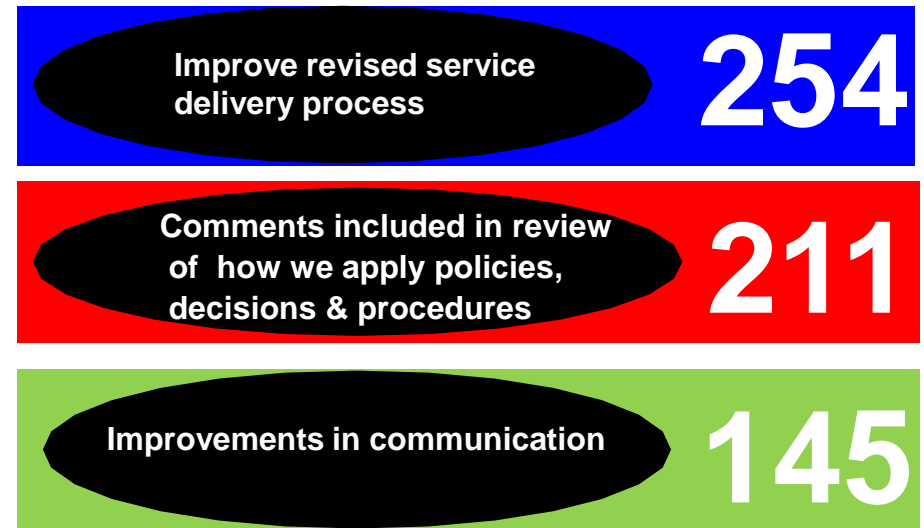 Improve revised service
delivery process
254
Comments included in review
of how we apply policies,
decisions & procedures
211
Improvements in communication
145